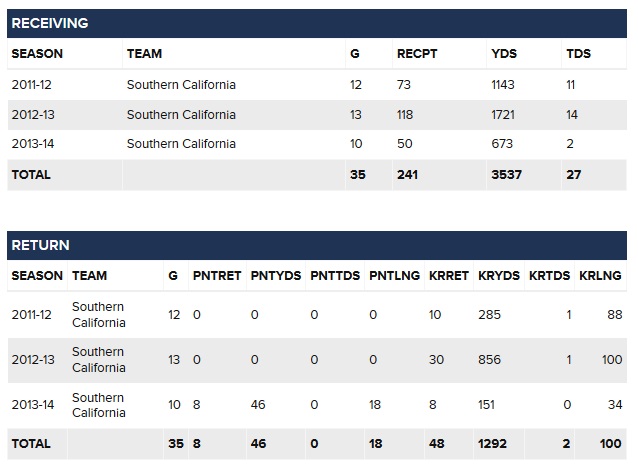 RECEIVING
SEASON TEAM G RECPT YDS TDS
2011-12 Southern California 12 73 1143 11
2012-13 Southern California 13 118 1721 14
2013-14 Southern California 10 50 673 2
TOTAL 35 241 3537 27
RETURN
SEASON TEAM G PNTRET PNTYDS PNTTDS PNTLNG KRRET KRYDS KRTDS KRLNG
2011-12 Southern California 12 0 0 0 0 10 285 1 88
2012-13 Southern California 13 0 0 0 0 30 856 1 100
2013-14 Southern California 10 8 46 0 18 8 151 0 34
TOTAL 35 8 46 0 18 48 1292 2 100